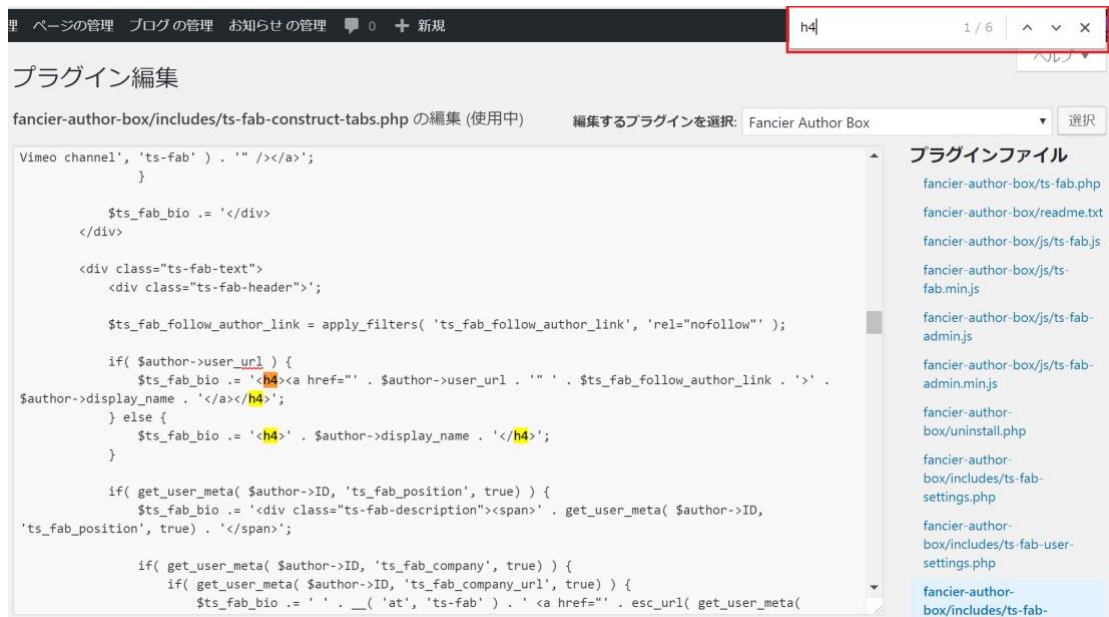 理 ページの管理 ブログ の管理 お知らせ の管理 0 + 新規
h4 1 / 6
ヘルプ ▼
プラグイン編集
fancier-author-box/includes/ts-fab-construct-tabs.php の編集 (使用中)
編集するプラグインを選択: Fancier Author Box ▼ 選択
Vimeo channel', 'ts-fab' ) . '" /></a>';
}
$ts_fab_bio .= '</div>
</div>
<div class="ts-fab-text">
<div class="ts-fab-header">';
$ts_fab_follow_author_link = apply_filters( 'ts_fab_follow_author_link', 'rel="nofollow"' );
if( $author->user_url ) {
$ts_fab_bio .= '<h4><a href="' . $author->user_url . '" ' . $ts_fab_follow_author_link . '>' .
$author->display_name . '</a></h4>';
} else {
$ts_fab_bio .= '<h4>' . $author->display_name . '</h4>';
}
if( get_user_meta( $author->ID, 'ts_fab_position', true) ) {
$ts_fab_bio .= '<div class="ts-fab-description"><span>' . get_user_meta( $author->ID,
'ts_fab_position', true) . '</span>';
if( get_user_meta( $author->ID, 'ts_fab_company', true) ) {
if( get_user_meta( $author->ID, 'ts_fab_company_url', true) ) {
$ts_fab_bio .= ' ' . __( 'at', 'ts-fab' ) . ' <a href="' . esc_url( get_user_meta(
プラグインファイル
fancier-author-box/ts-fab.php
fancier-author-box/readme.txt
fancier-author-box/js/ts-fab.js
fancier-author-box/js/ts-
fab.min.js
fancier-author-box/js/ts-fab-
admin.js
fancier-author-box/js/ts-fab-
admin.min.js
fancier-author-
box/uninstall.php
fancier-author-
box/includes/ts-fab-
settings.php
fancier-author-
box/includes/ts-fab-user-
settings.php
fancier-author-
box/includes/ts-fab-